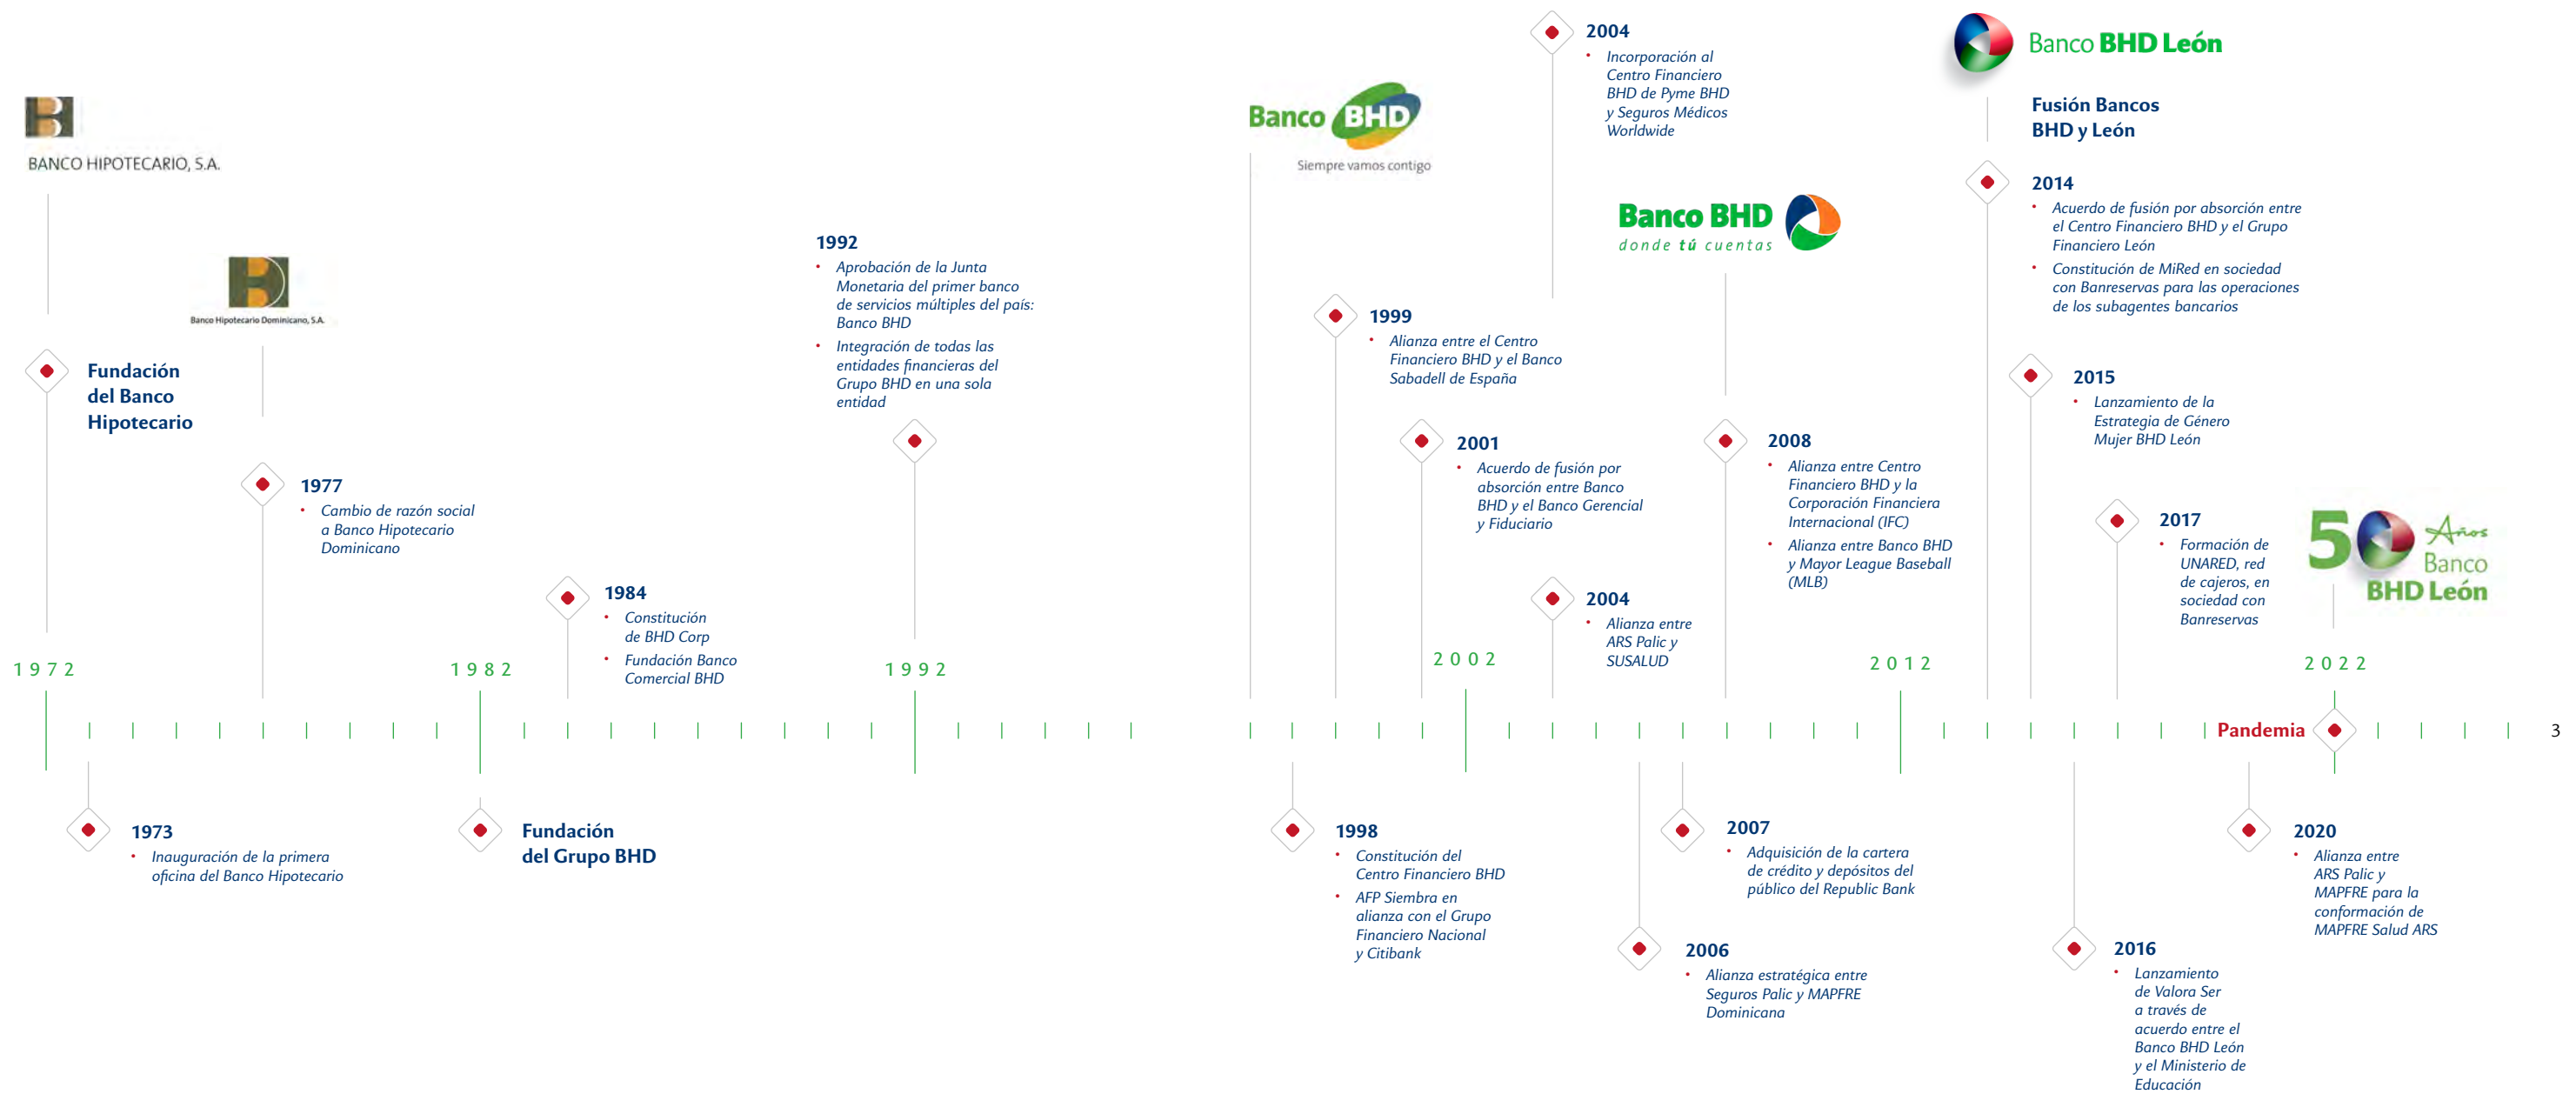 BH
BANCO HIPOTECARIO, S.A.
Fundación
del Banco
Hipotecario
Banco Hipotecario Dominicano, S.A.
1977
• Cambio de razón social
a Banco Hipotecario
Dominicano
1984
• Constitución
de BHD Corp
• Fundación Banco
Comercial BHD
1992
• Aprobación de la Junta
Monetaria del primer banco
de servicios múltiples del país:
Banco BHD
• Integración de todas las
entidades financieras del
Grupo BHD en una sola
entidad
Banco BHD
Siempre vamos contigo
1999
• Alianza entre el Centro
Financiero BHD y el Banco
Sabadell de España
2001
• Acuerdo de fusión por
absorción entre Banco
BHD y el Banco Gerencial
y Fiduciario
2004
• Incorporación al
Centro Financiero
BHD de Pyme BHD
y Seguros Médicos
Worldwide
2004
• Alianza entre
ARS Palic y
SUSALUD
Banco BHD
donde tú cuentas
2008
• Alianza entre Centro
Financiero BHD y la
Corporación Financiera
Internacional (IFC)
• Alianza entre Banco BHD
y Mayor League Baseball
(MLB)
Banco BHD León
Fusión Bancos
BHD y León
2014
• Acuerdo de fusión por absorción entre
el Centro Financiero BHD y el Grupo
Financiero León
• Constitución de MiRed en sociedad
con Banreservas para las operaciones
de los subagentes bancarios
2015
• Lanzamiento de la
Estrategia de Género
Mujer BHD León
2017
• Formación de
UNARED, red
de cajeros, en
sociedad con
Banreservas
50 Años
Banco
BHD León
1972
1982
1992
2002
2012
2022
Pandemia
3
1973
• Inauguración de la primera
oficina del Banco Hipotecario
Fundación
del Grupo BHD
1998
• Constitución del
Centro Financiero BHD
• AFP Siembra en
alianza con el Grupo
Financiero Nacional
y Citibank
2006
• Alianza estratégica entre
Seguros Palic y MAPFRE
Dominicana
2007
• Adquisición de la cartera
de crédito y depósitos del
público del Republic Bank
2016
• Lanzamiento
de Valora Ser
a través de
acuerdo entre el
Banco BHD León
y el Ministerio de
Educación
2020
• Alianza entre
ARS Palic y
MAPFRE para la
conformación de
MAPFRE Salud ARS